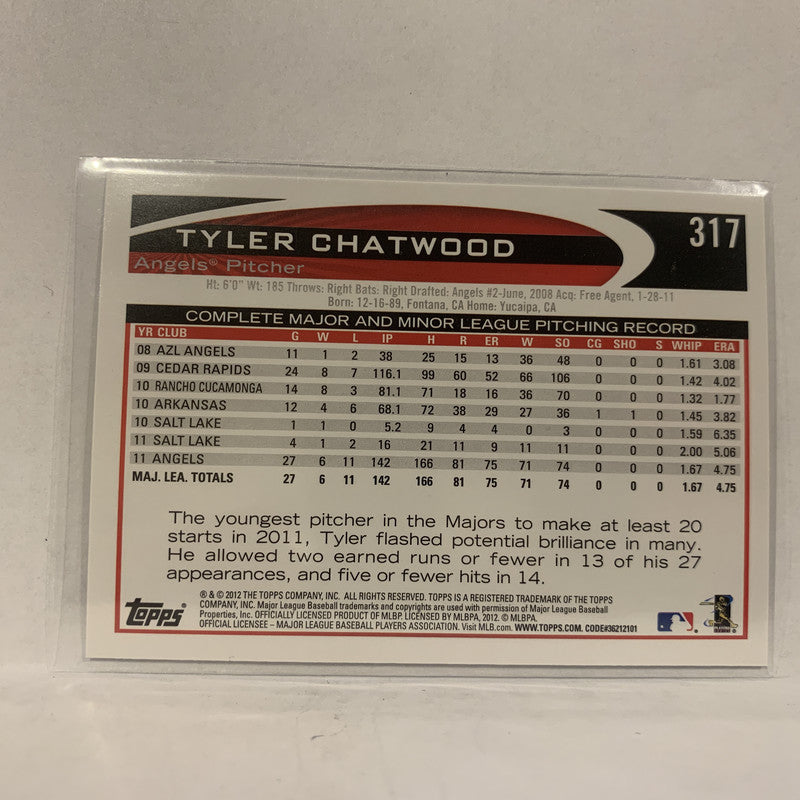 317
TYLER CHATWOOD
Angels® Pitcher
Ht: 6'0" Wt: 185 Throws: Right Bats: Right Drafted: Angels #2-June, 2008 Acq: Free Agent, 1-28-11
Born: 12-16-89, Fontana, CA Home: Yucaipa, CA
COMPLETE MAJOR AND MINOR LEAGUE PITCHING RECORD
YR CLUB G W L IP H R ER W SO CG SHO S WHIP ERA
08 AZL ANGELS 11 1 2 38 25 15 13 36 48 0 0 0 1.61 3.08
09 CEDAR RAPIDS 24 8 7 116.1 99 60 52 66 106 0 0 0 1.42 4.02
10 RANCHO CUCAMONGA 14 8 3 81.1 71 18 16 36 70 0 0 0 1.32 1.77
10 ARKANSAS 12 4 6 68.1 72 38 29 27 36 1 1 0 1.45 3.82
10 SALT LAKE 1 1 0 5.2 9 4 4 0 3 0 0 0 1.59 6.35
11 SALT LAKE 4 1 2 16 21 11 9 11 11 0 0 0 2.00 5.06
11 ANGELS 27 6 11 142 166 81 75 71 74 0 0 0 1.67 4.75
MAJ. LEA. TOTALS 27 6 11 142 166 81 75 71 74 0 0 0 1.67 4.75
The youngest pitcher in the Majors to make at least 20
starts in 2011, Tyler flashed potential brilliance in many.
He allowed two earned runs or fewer in 13 of his 27
appearances, and five or fewer hits in 14.
® & © 2012 THE TOPPS COMPANY, INC. ALL RIGHTS RESERVED. TOPPS IS A REGISTERED TRADEMARK OF THE TOPPS
COMPANY, INC. Major League Baseball trademarks and copyrights are used with permission of Major League Baseball
Properties, Inc. OFFICIALLY LICENSED PRODUCT OF MLBP. LICENSED BY MLBPA, 2012. © MLBPA.
OFFICIAL LICENSEE – MAJOR LEAGUE BASEBALL PLAYERS ASSOCIATION. Visit MLB.com. WWW.TOPPS.COM. CODE#36212101
Topps®